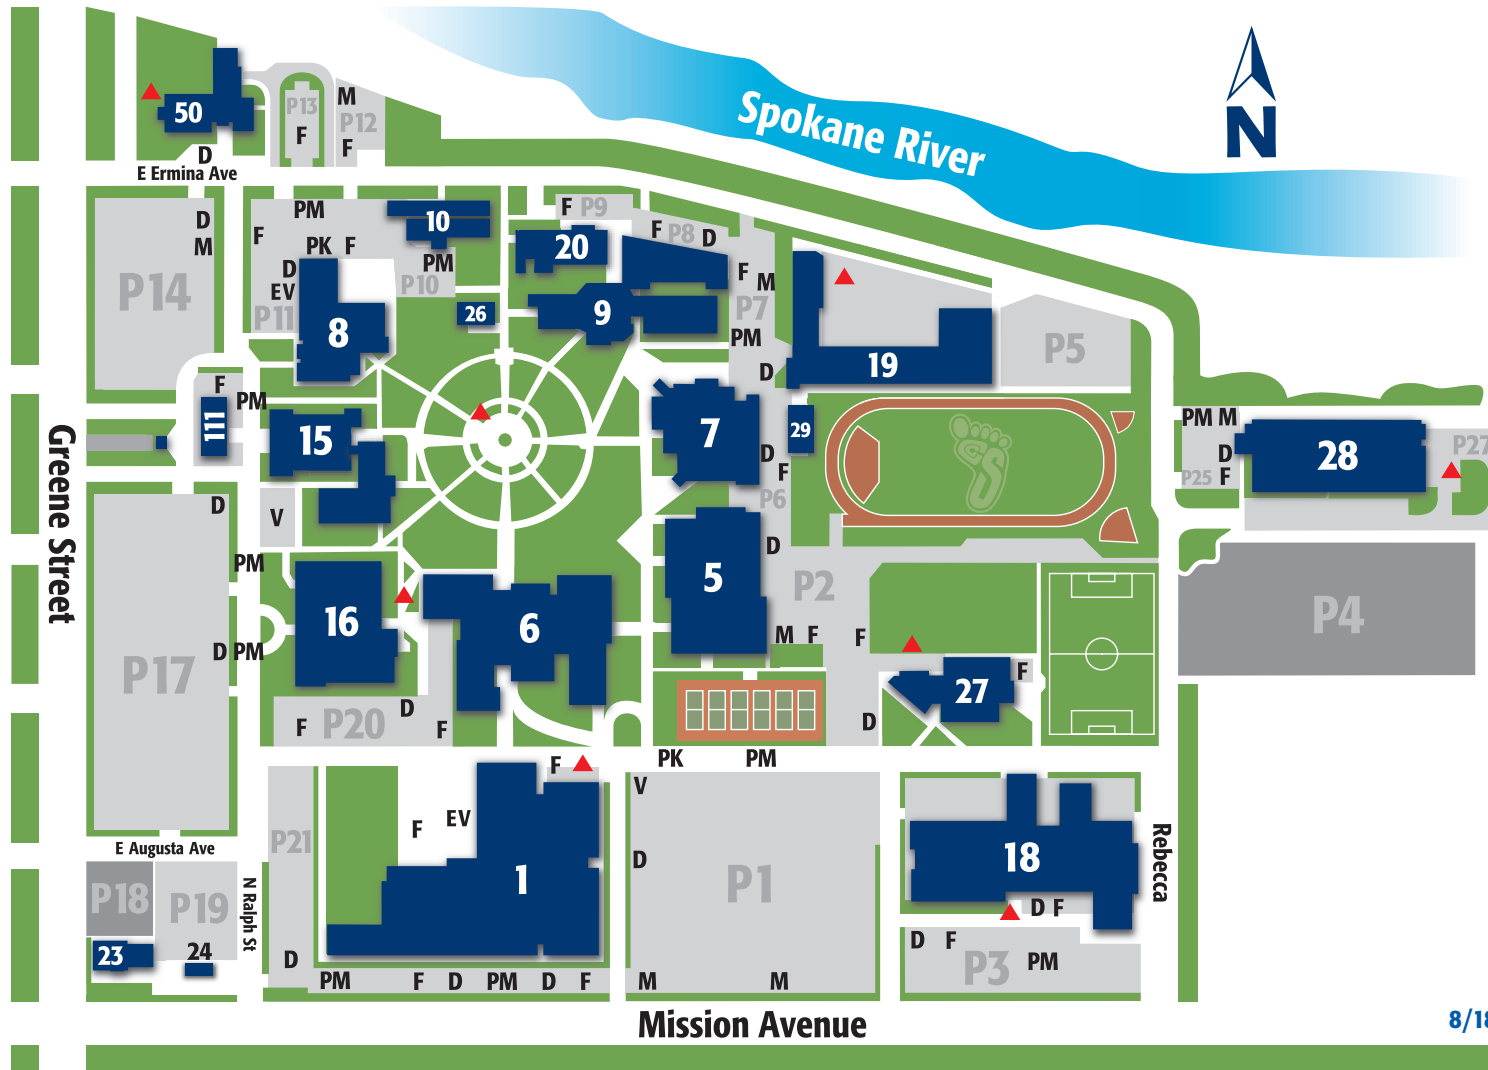 Spokane River
N
50
P13
M
P12
F
F
D
E Ermina Ave
PM
10
F P9
F P8 D
D
M
F
PK F
20
P14
D
EV
PM
P10
F
M
P11
8
26
9
P7
PM
19
P5
D
F
PM
111
15
7
29
D
F
P6
PM M
D
P25 F
28
P27
Greene Street
D
V
D
PM
16
6
5
P2
P4
M F
F
D PM
P17
27
F
D
F
P20
F
D
PK
PM
F
V
P21
F
EV
1
D
P1
18
Rebecca
E Augusta Ave
P18
P19
N Ralph St
D F
23
24
D
D F
P3
PM
PM
F
D
PM
D
F
M
M
Mission Avenue
8/18